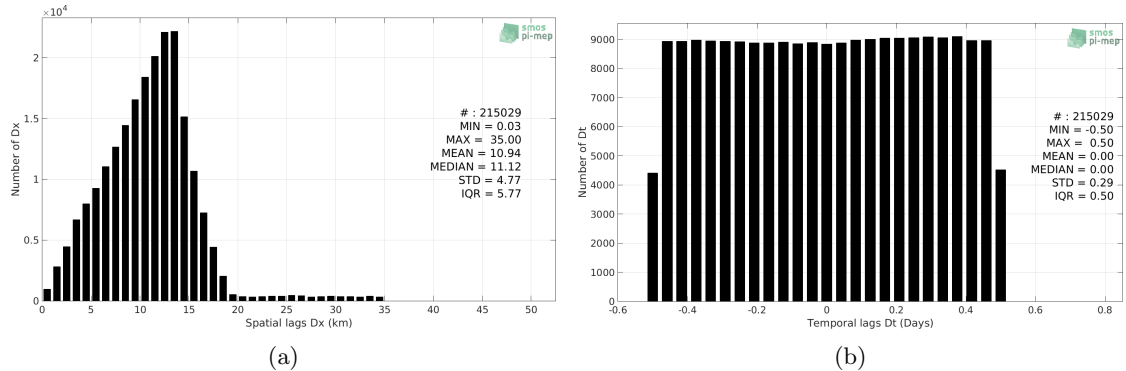 ×10⁴
2
1.5
1
0.5
0
Number of Dx
0 5 10 15 20 25 30 35 40 45 50
Spatial lags Dx (km)
smos
pi-mep
# : 215029
MIN = 0.03
MAX = 35.00
MEAN = 10.94
MEDIAN = 11.12
STD = 4.77
IQR = 5.77
(a)
9000
8000
7000
6000
5000
4000
3000
2000
1000
0
Number of Dt
-0.6 -0.4 -0.2 0 0.2 0.4 0.6 0.8
Temporal lags Dt (Days)
smos
pi-mep
# : 215029
MIN = -0.50
MAX = 0.50
MEAN = 0.00
MEDIAN = 0.00
STD = 0.29
IQR = 0.50
(b)